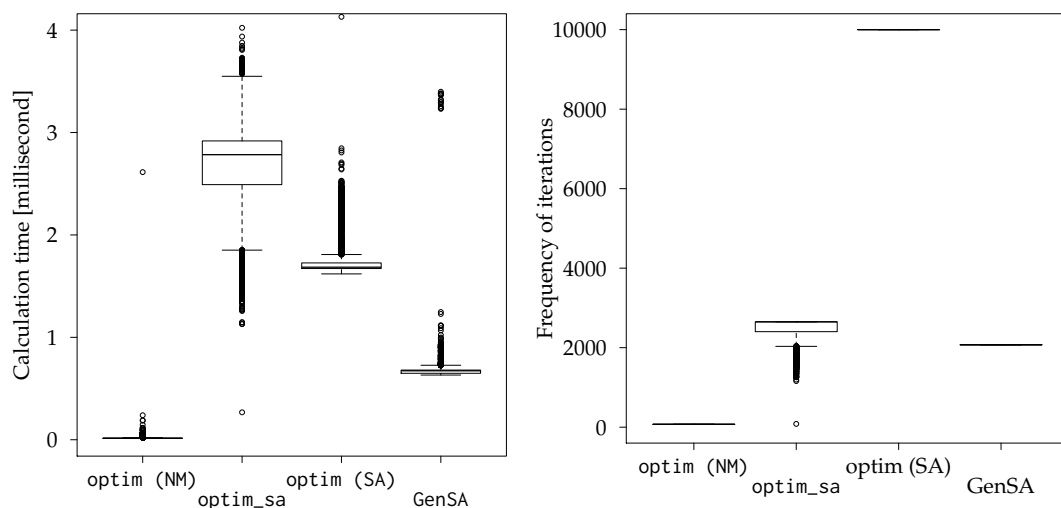 Calculation time [millisecond]
4
3
2
1
0
optim (NM)
optim_sa
optim (SA)
GenSA
Frequency of iterations
10000
8000
6000
4000
2000
0
optim (NM)
optim_sa
optim (SA)
GenSA